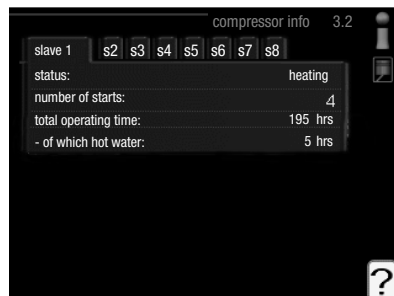 compressor info 3.2
slave 1 s2 s3 s4 s5 s6 s7 s8
status: heating
number of starts: 4
total operating time: 195 hrs
- of which hot water: 5 hrs
?